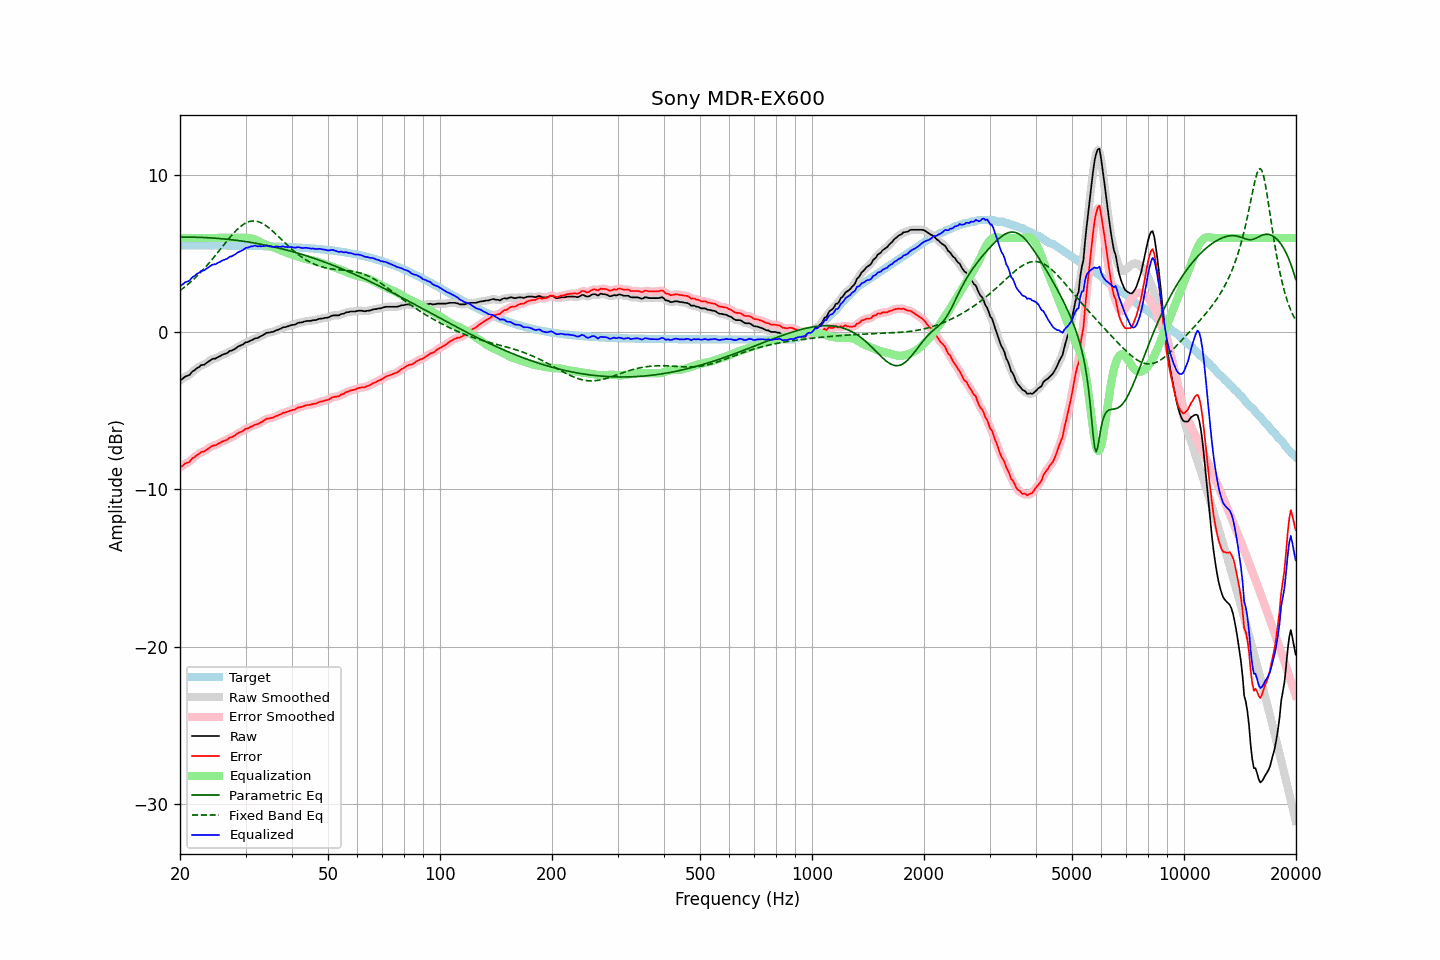 Sony MDR-EX600
Amplitude (dBr)
10
0
−10
−20
−30
Target
Raw Smoothed
Error Smoothed
Raw
Error
Equalization
Parametric Eq
Fixed Band Eq
Equalized
20 50 100 200 500 1000 2000 5000 10000 20000
Frequency (Hz)